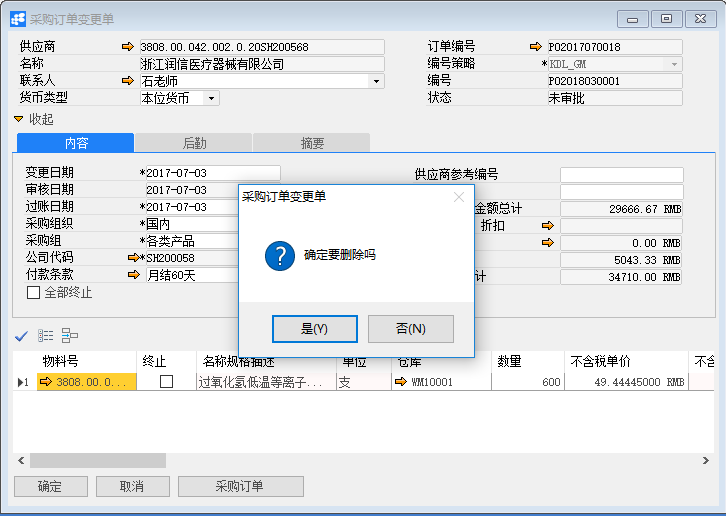 采购订单变更单
供应商 3808.00.042.002.0.20SH200568 订单编号 PO2017070018
名称 浙江润信医疗器械有限公司 编号策略 *KDL_GM
联系人 石老师 编号 PO2018030001
货币类型 本位货币 状态 未审批
收起
内容 后勤 摘要
变更日期 *2017-07-03 供应商参考编号
审核日期 2017-07-03
过账日期 *2017-07-03 金额总计 29666.67 RMB
采购组织 *国内 折扣
采购组 *各类产品 0.00 RMB
公司代码 *SH200058 5043.33 RMB
付款条款 月结60天 计 34710.00 RMB
全部终止
采购订单变更单
确定要删除吗
是(Y) 否(N)
物料号 终止 名称规格描述 单位 仓库 数量 不含税单价 不含
1 3808.00.0... 过氧化氢低温等离子... 支 WM10001 600 49.44445000 RMB
确定 取消 采购订单